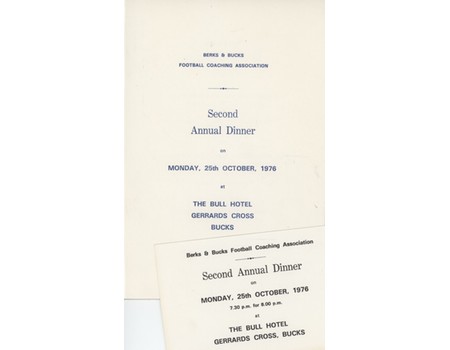 BERKS & BUCKS
FOOTBALL COACHING ASSOCIATION
Second
Annual Dinner
on
MONDAY, 25th OCTOBER, 1976
at
THE BULL HOTEL
GERRARDS CROSS
BUCKS
Berks & Bucks Football Coaching Association
Second Annual Dinner
on
MONDAY, 25th OCTOBER, 1976
7.30 p.m. for 8.00 p.m.
at
THE BULL HOTEL
GERRARDS CROSS, BUCKS